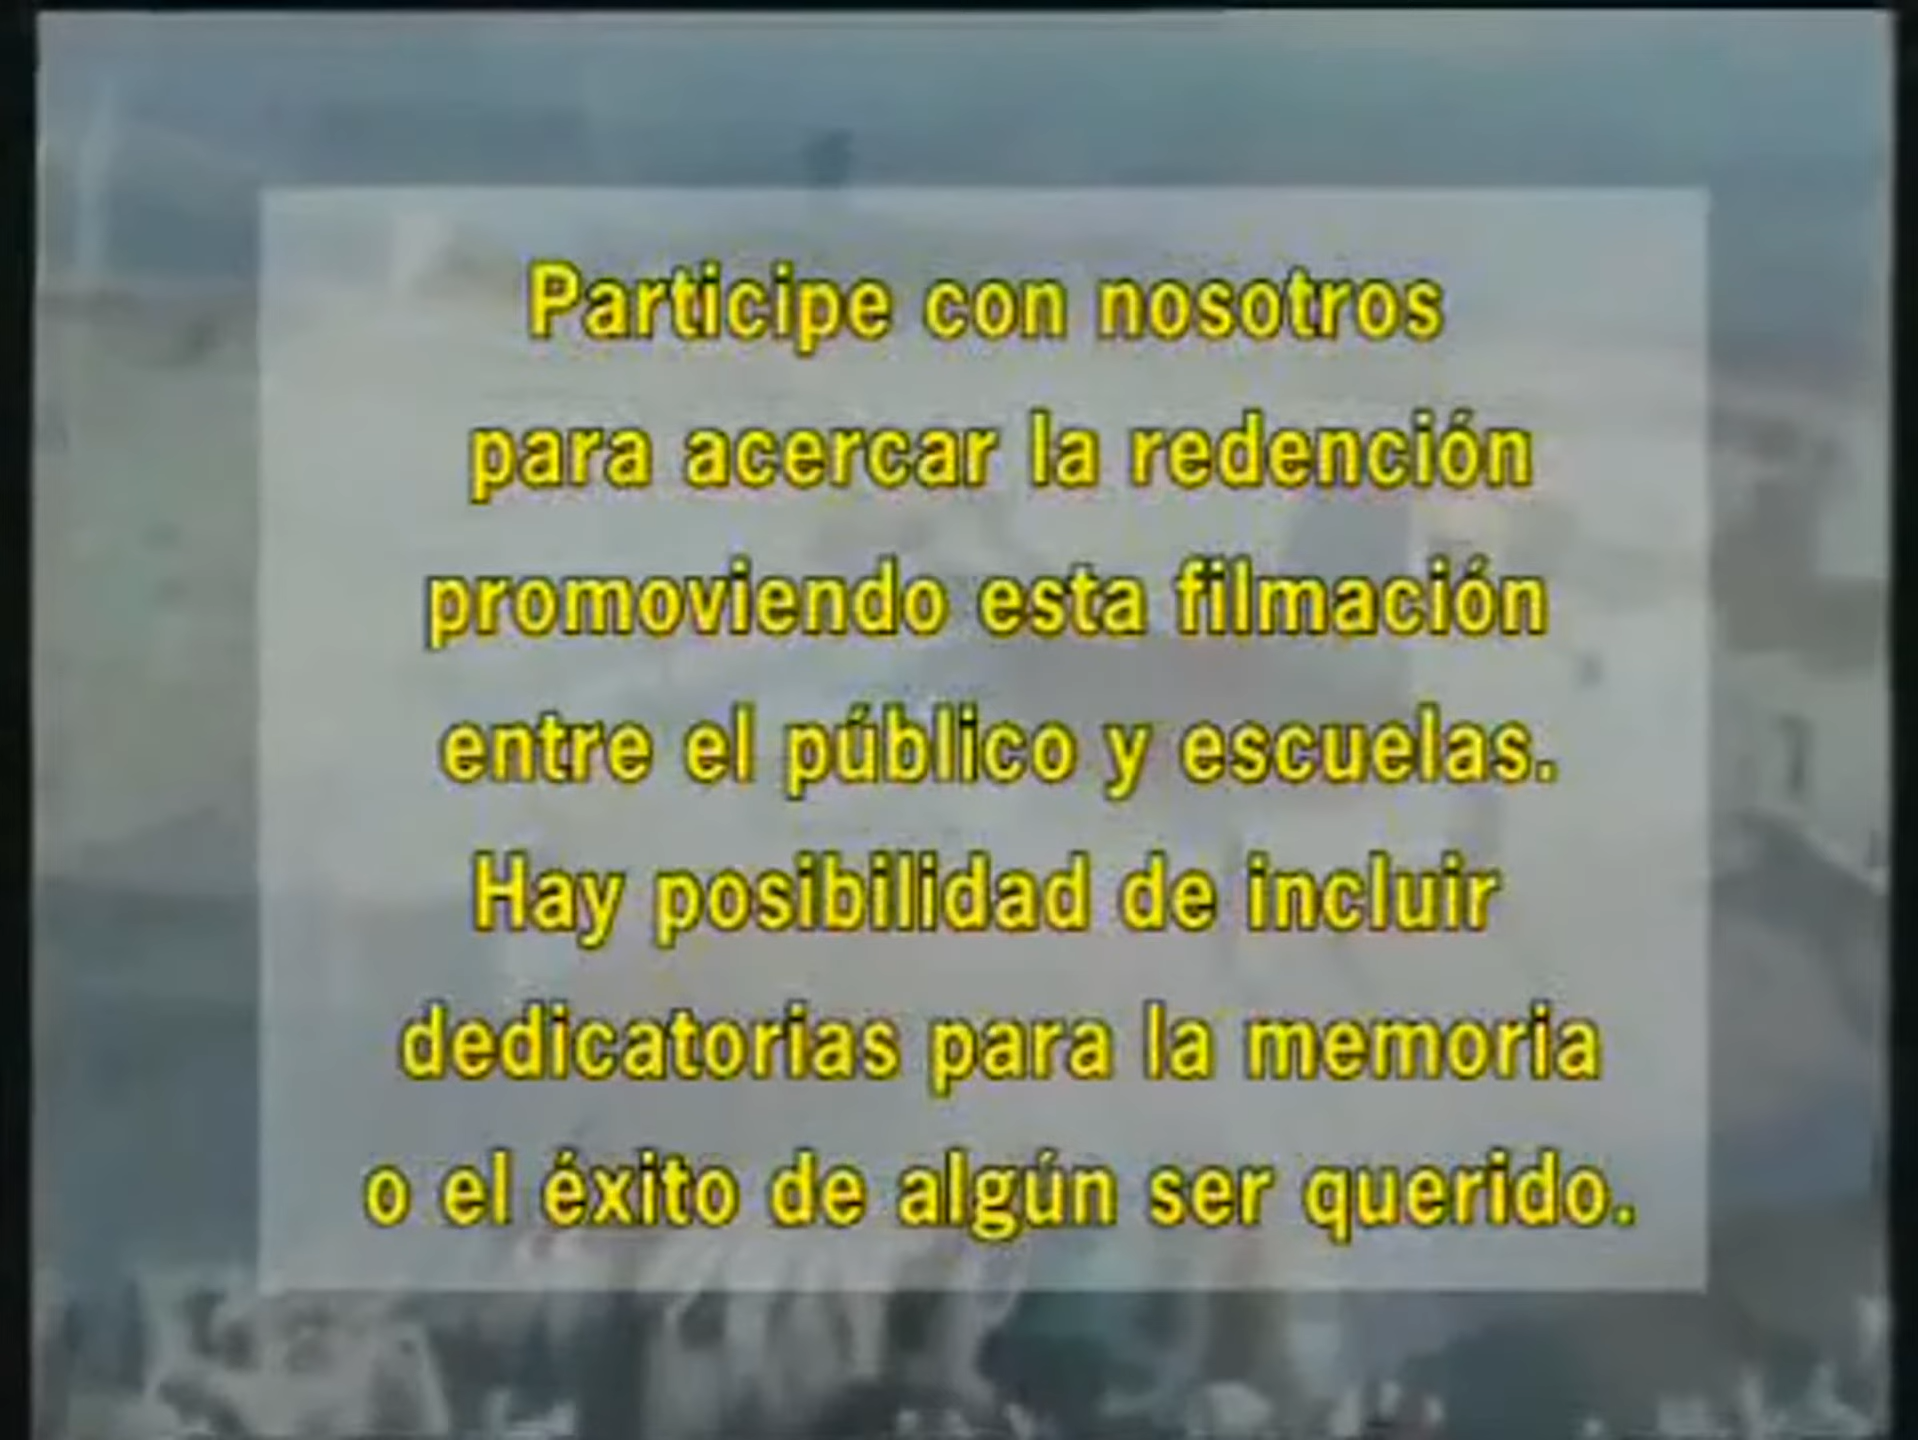 Participe con nosotros
para acercar la redención
promoviendo esta filmación
entre el público y escuelas.
Hay posibilidad de incluir
dedicatorias para la memoria
o el éxito de algún ser querido.